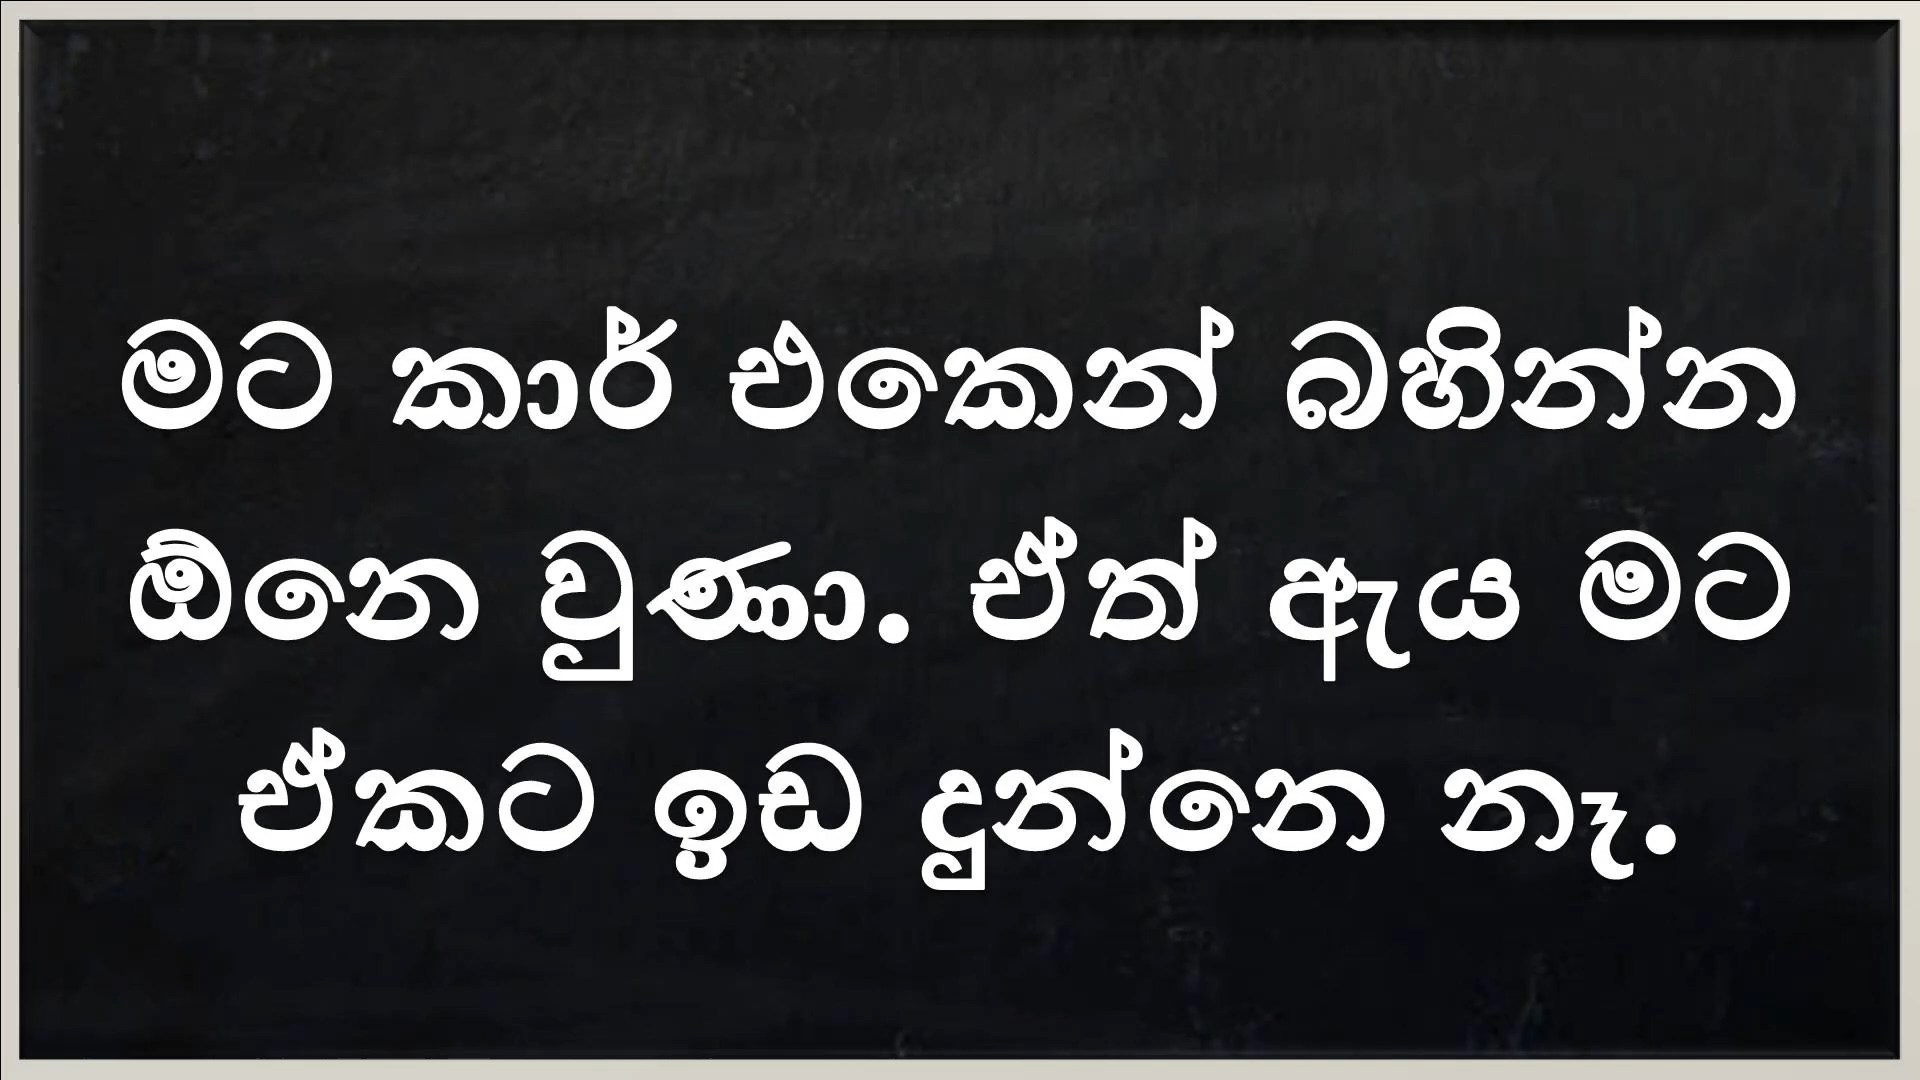 මට කාර් එකෙන් බහින්න
ඕනෙ වුණා. ඒත් ඇය මට
ඒකට ඉඩ දුන්නෙ නෑ.